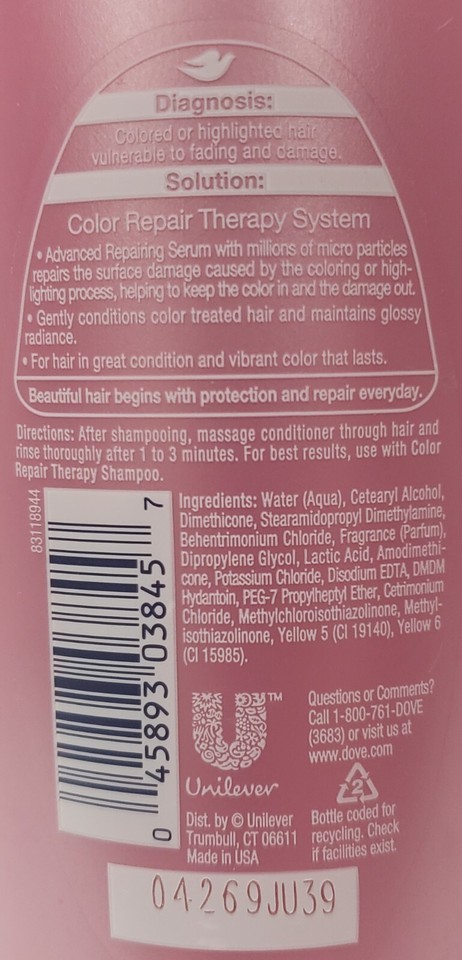 Diagnosis:
Colored or highlighted hair
vulnerable to fading and damage.
Solution:
Color Repair Therapy System
• Advanced Repairing Serum with millions of micro particles
repairs the surface damage caused by the coloring or high-
lighting process, helping to keep the color in and the damage out.
• Gently conditions color treated hair and maintains glossy
radiance.
• For hair in great condition and vibrant color that lasts.
Beautiful hair begins with protection and repair everyday.
Directions: After shampooing, massage conditioner through hair and
rinse thoroughly after 1 to 3 minutes. For best results, use with Color
Repair Therapy Shampoo.
83118944
0 45893 03845 7
Ingredients: Water (Aqua), Cetearyl Alcohol,
Dimethicone, Stearamidopropyl Dimethylamine,
Behentrimonium Chloride, Fragrance (Parfum),
Dipropylene Glycol, Lactic Acid, Amodimethi-
cone, Potassium Chloride, Disodium EDTA, DMDM
Hydantoin, PEG-7 Propylheptyl Ether, Cetrimonium
Chloride, Methylchloroisothiazolinone, Methyl-
isothiazolinone, Yellow 5 (CI 19140), Yellow 6
(CI 15985).
TM
Unilever
Dist. by © Unilever
Trumbull, CT 06611
Made in USA
Questions or Comments?
Call 1-800-761-DOVE
(3683) or visit us at
www.dove.com
2
Bottle coded for
recycling. Check
if facilities exist.
04269JU39